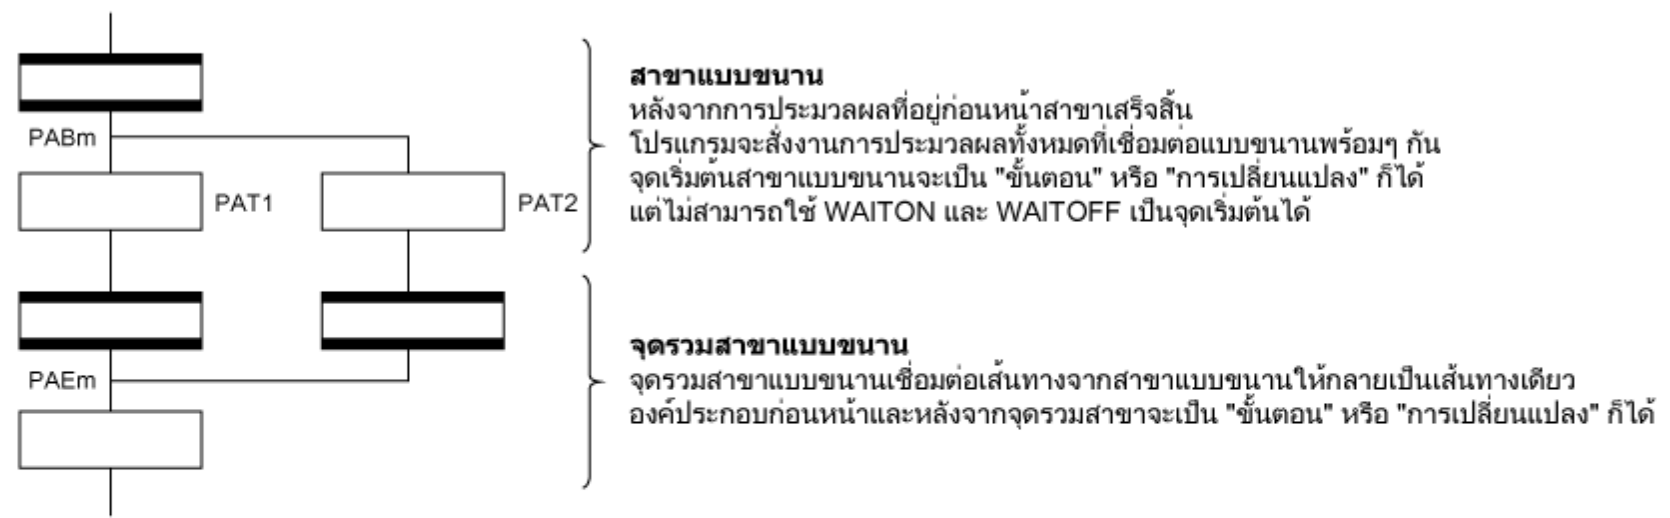 สาขาแบบขนาน
หลังจากการประมวลผลที่อยู่ก่อนหน้าสาขาเสร็จสิ้น
PABm
โปรแกรมจะสั่งงานการประมวลผลทั้งหมดที่เชื่อมต่อแบบขนานพร้อมๆ กัน
จุดเริ่มต้นสาขาแบบขนานจะเป็น "ขั้นตอน" หรือ "การเปลี่ยนแปลง" ก็ได้
PAT1
PAT2
แต่ไม่สามารถใช้ WAITON และ WAITOFF เป็นจุดเริ่มต้นได้
จุดรวมสาขาแบบขนาน
PAEm
จุดรวมสาขาแบบขนานเชื่อมต่อเส้นทางจากสาขาแบบขนานให้กลายเป็นเส้นทางเดียว
องค์ประกอบก่อนหน้าและหลังจากจุดรวมสาขาจะเป็น "ขั้นตอน" หรือ "การเปลี่ยนแปลง" ก็ได้